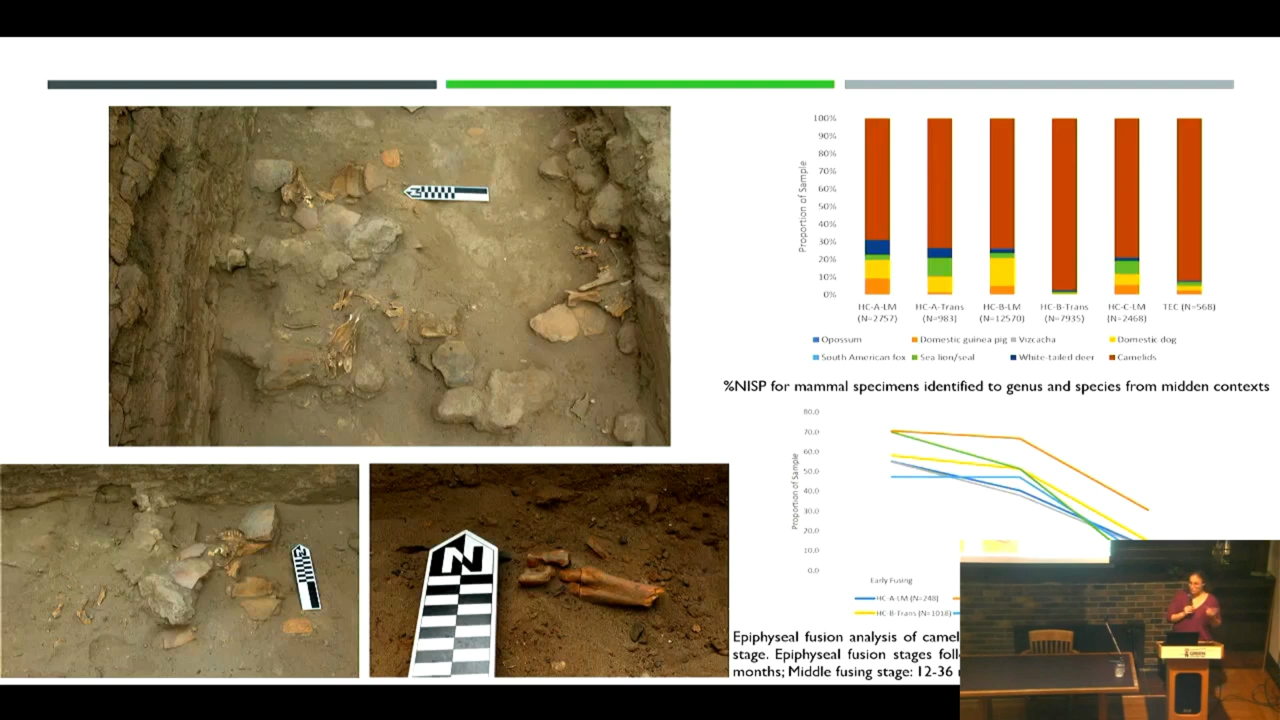 N
100%
90%
80%
70%
60%
50%
40%
30%
20%
10%
0%
Proportion of Sample
HC-A-LM (N=2757)
HC-A-Trans (N=983)
HC-B-LM (N=12570)
HC-B-Trans (N=7935)
HC-C-LM (N=2468)
TEC (N=568)
Opossum Domestic guinea pig Vizcacha Domestic dog
South American fox Sea lion/seal White-tailed deer Camelids
%NISP for mammal specimens identified to genus and species from midden contexts
80.0
70.0
60.0
50.0
40.0
30.0
20.0
10.0
0.0
Proportion of Sample
Early Fusing
HC-A-LM (N=248)
HC-B-Trans (N=1018)
Epiphyseal fusion analysis of camel
stage. Epiphyseal fusion stages foll
months; Middle fusing stage: 12-36